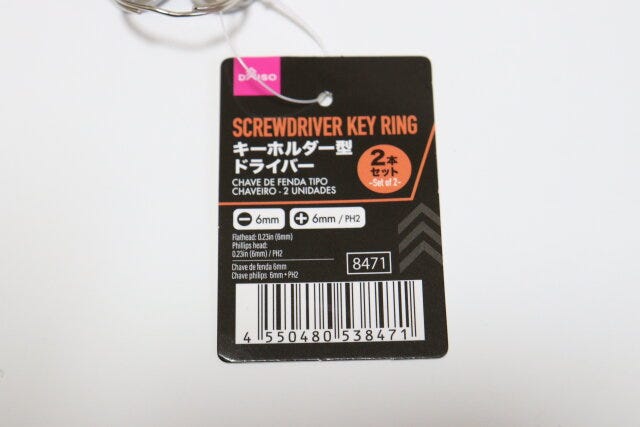 DAISO
SCREWDRIVER KEY RING
キーホルダー型
ドライバー
2本
セット
-Set of 2-
CHAVE DE FENDA TIPO
CHAVEIRO - 2 UNIDADES
6mm
6mm / PH2
Flathead: 0.23in (6mm)
Phillips head:
0.23in (6mm) / PH2
Chave de fenda 6mm
Chave philips 6mm・PH2
8471
4 550480 538471